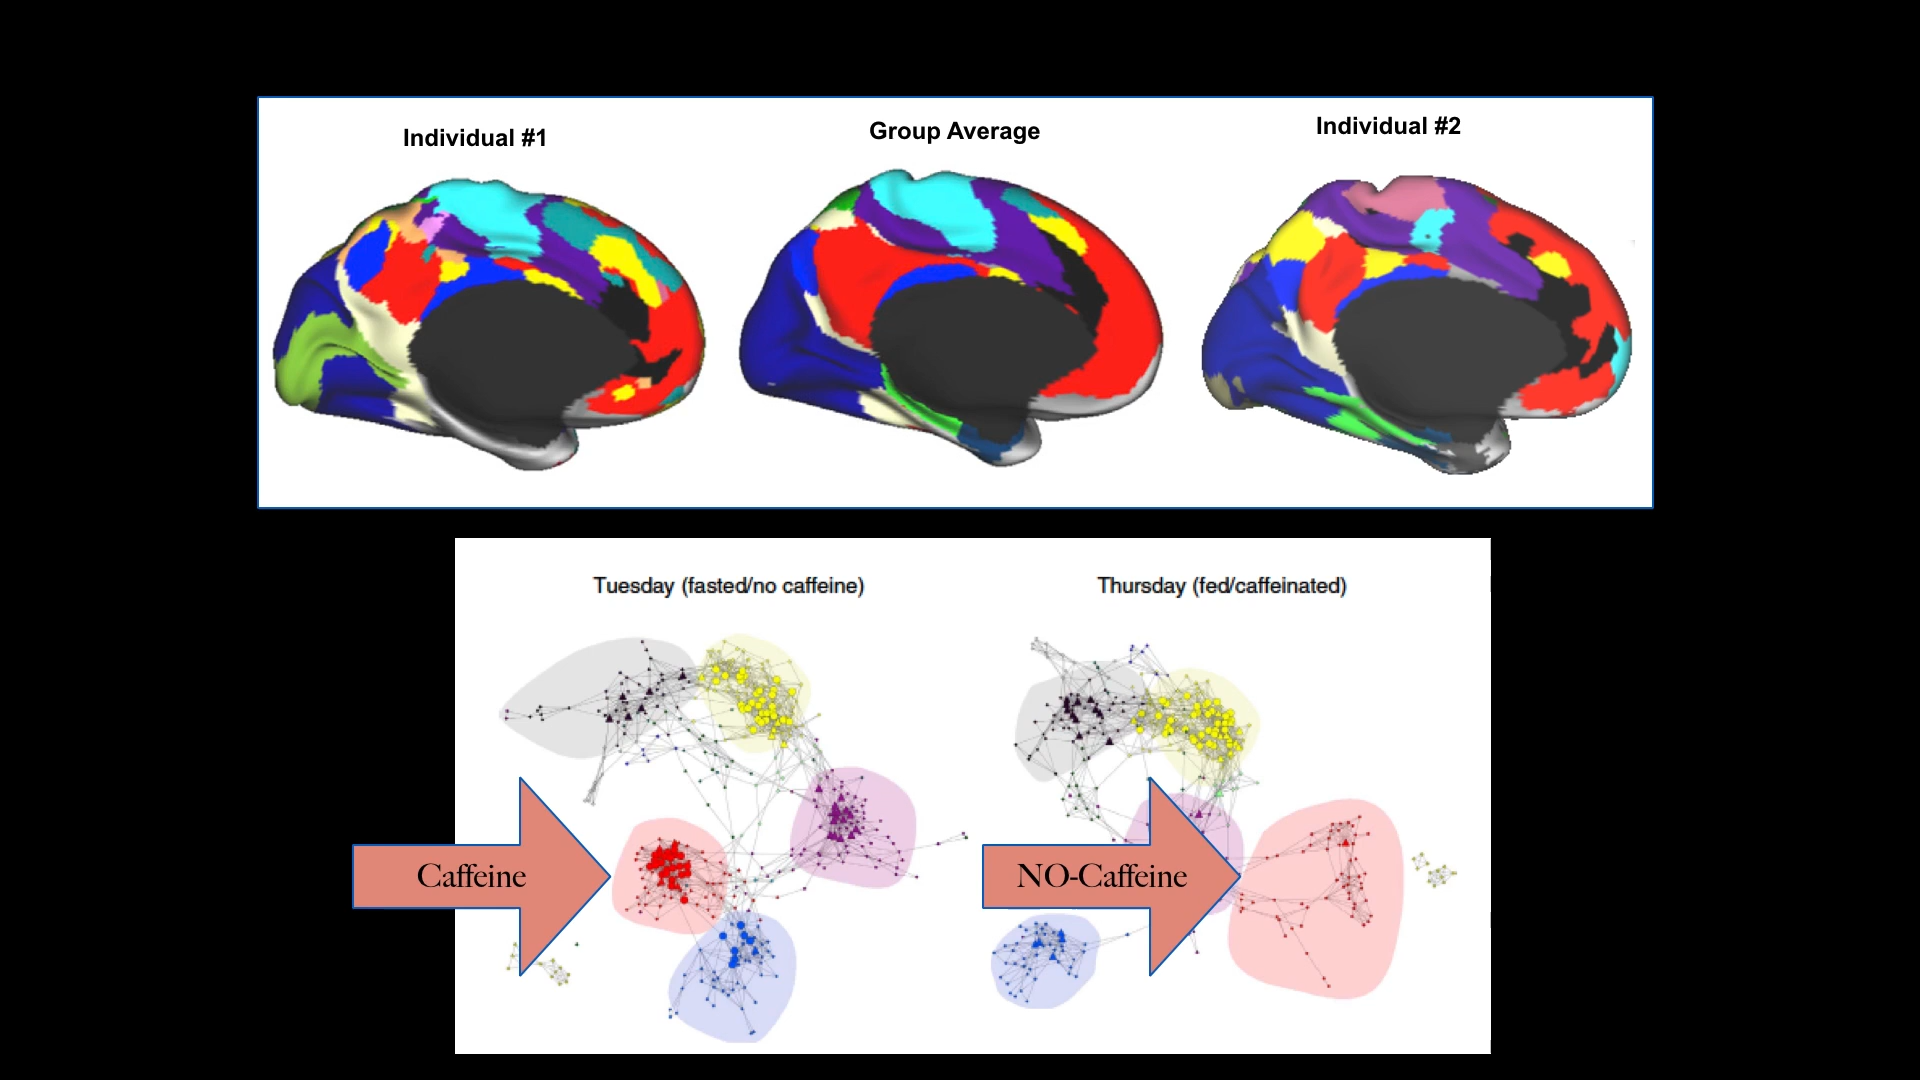 Individual #1
Group Average
Individual #2
Tuesday (fasted/no caffeine)
Thursday (fed/caffeinated)
Caffeine
NO-Caffeine